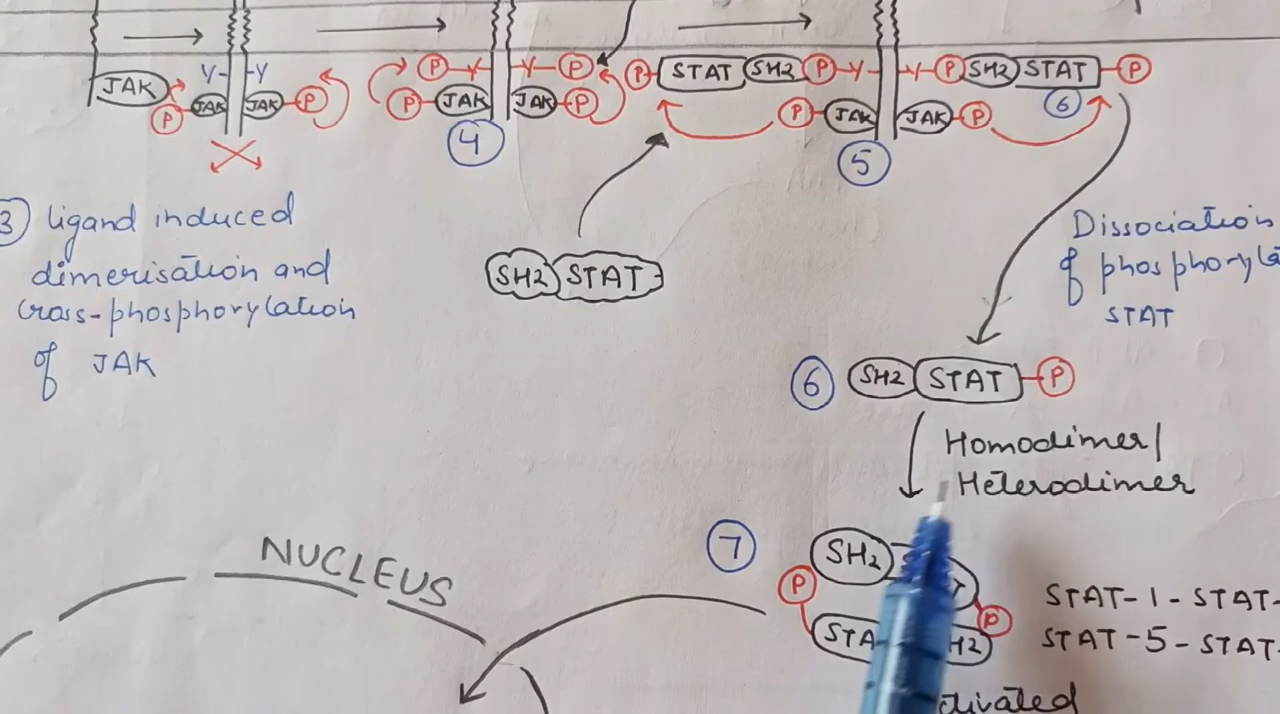 JAK
Y Y
P JAK JAK P
P Y Y P
P JAK JAK P
4
P STAT SH2 P Y Y P SH2 STAT P
6
P JAK JAK P
5
3 ligand induced
dimerisation and
cross-phosphorylation
of JAK
SH2 STAT
Dissociation
of
STAT
6 SH2 STAT P
Homodimer/
Heterodimer
NUCLEUS
7 SH2
P P
SH2
STAT-1-STAT-
STAT-5-STAT-